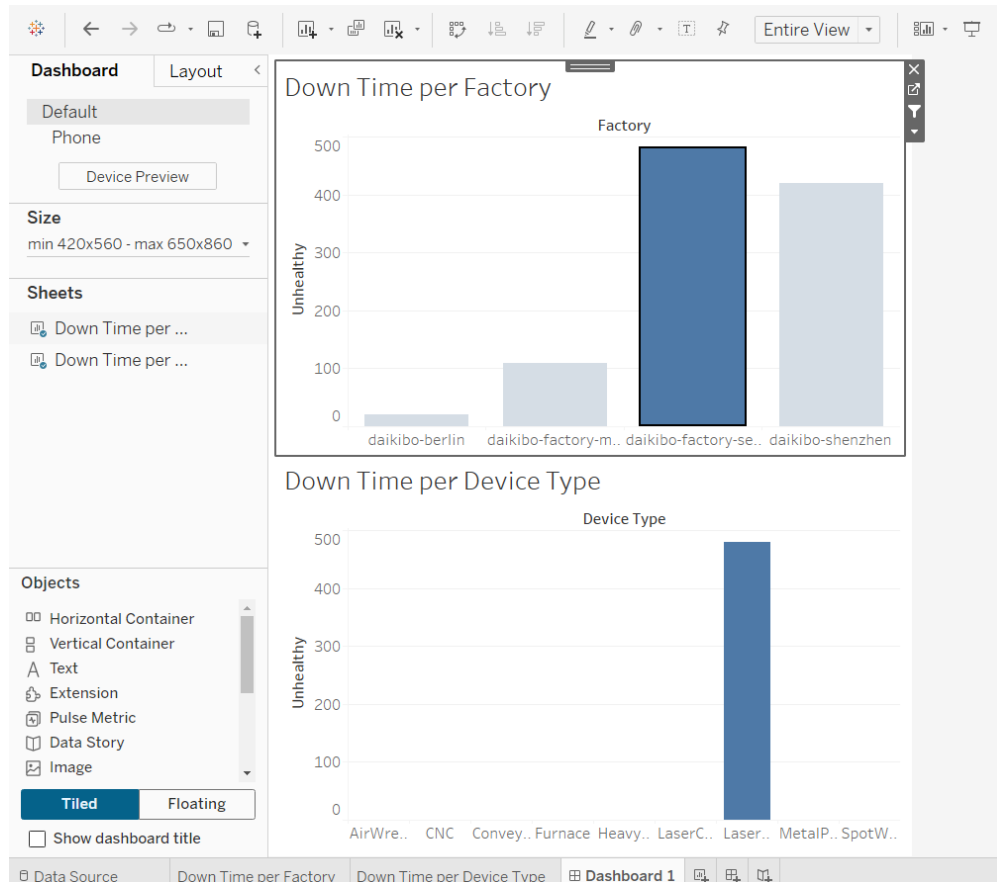 Entire View
Dashboard
Layout
Default
Phone
Device Preview
Size
min 420x560 - max 650x860
Sheets
Down Time per ...
Down Time per ...
Objects
Horizontal Container
Vertical Container
Text
Extension
Pulse Metric
Data Story
Image
Tiled
Floating
Show dashboard title
Down Time per Factory
Factory
Unhealthy
500
400
300
200
100
0
daikibo-berlin
daikibo-factory-m..
daikibo-factory-se..
daikibo-shenzhen
Down Time per Device Type
Device Type
Unhealthy
500
400
300
200
100
0
AirWre..
CNC
Convey..
Furnace
Heavy..
LaserC..
Laser..
MetalP..
SpotW..
Data Source
Down Time per Factory
Down Time per Device Type
Dashboard 1